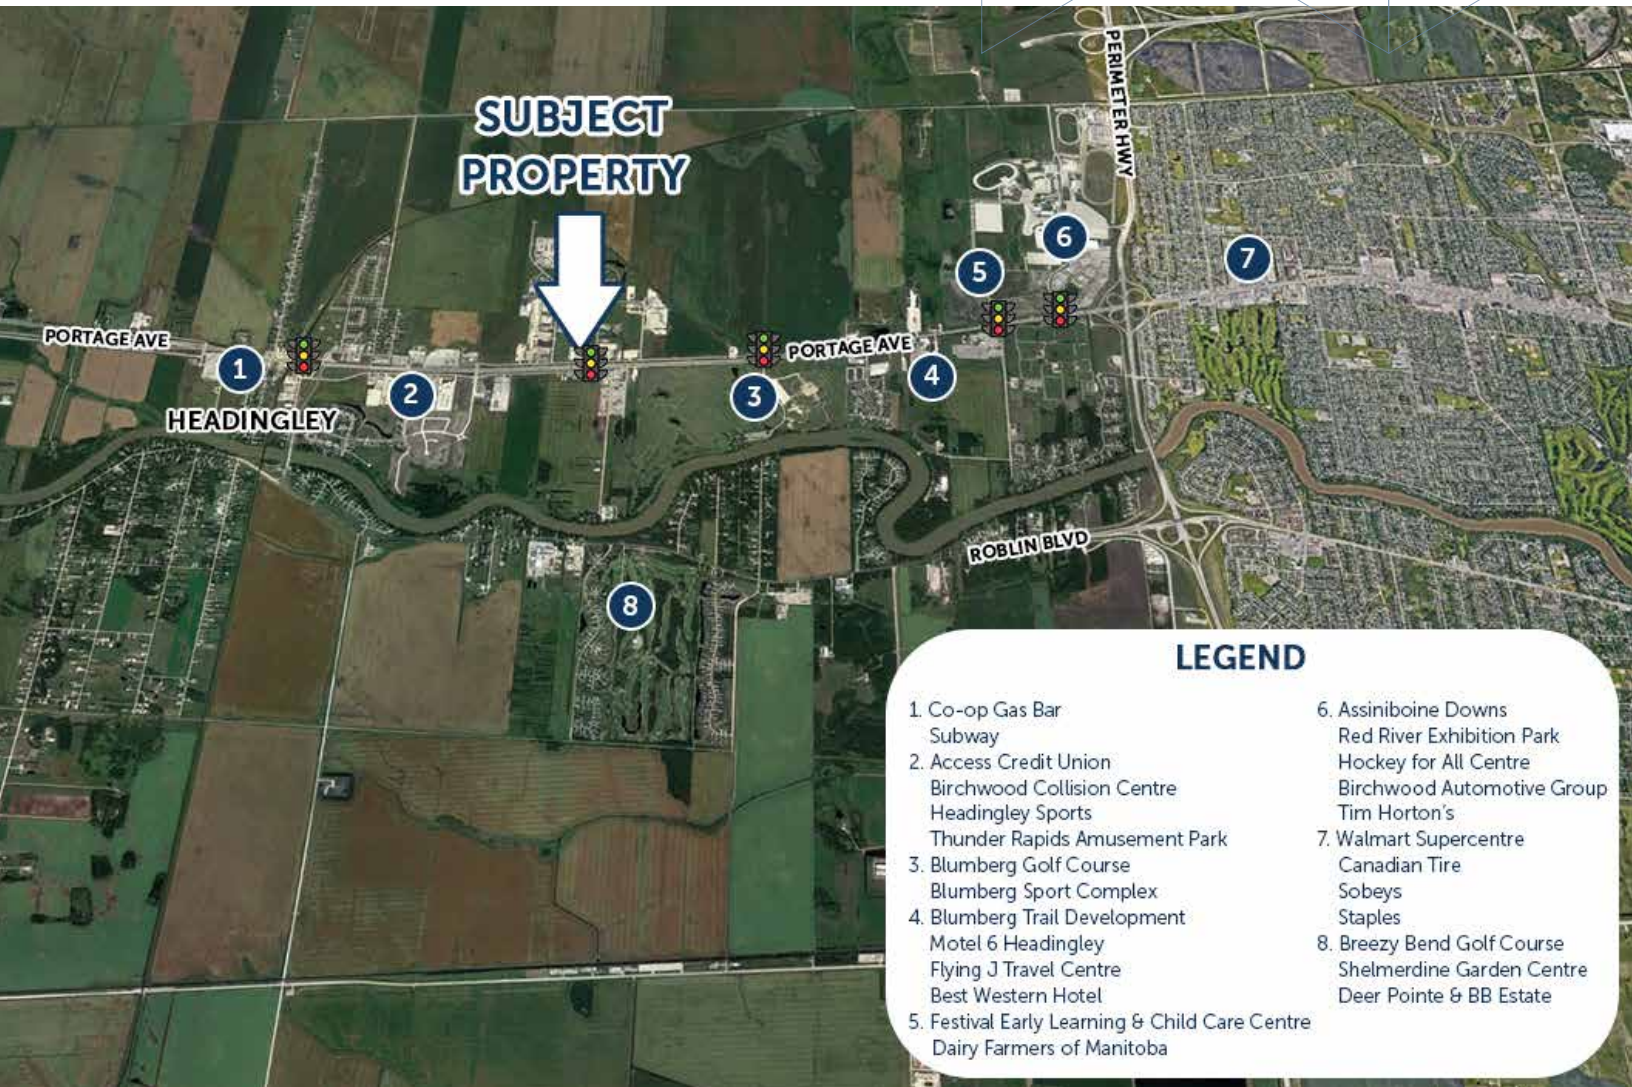 PERIMETER HWY
SUBJECT
PROPERTY
6
5
7
PORTAGE AVE
PORTAGE AVE
1
2
3
4
HEADINGLEY
ROBLIN BLVD
8
LEGEND
1. Co-op Gas Bar
Subway
2. Access Credit Union
Birchwood Collision Centre
Headingley Sports
Thunder Rapids Amusement Park
3. Blumberg Golf Course
Blumberg Sport Complex
4. Blumberg Trail Development
Motel 6 Headingley
Flying J Travel Centre
Best Western Hotel
5. Festival Early Learning & Child Care Centre
Dairy Farmers of Manitoba
6. Assiniboine Downs
Red River Exhibition Park
Hockey for All Centre
Birchwood Automotive Group
Tim Horton's
7. Walmart Supercentre
Canadian Tire
Sobeys
Staples
8. Breezy Bend Golf Course
Shelmerdine Garden Centre
Deer Pointe & BB Estate